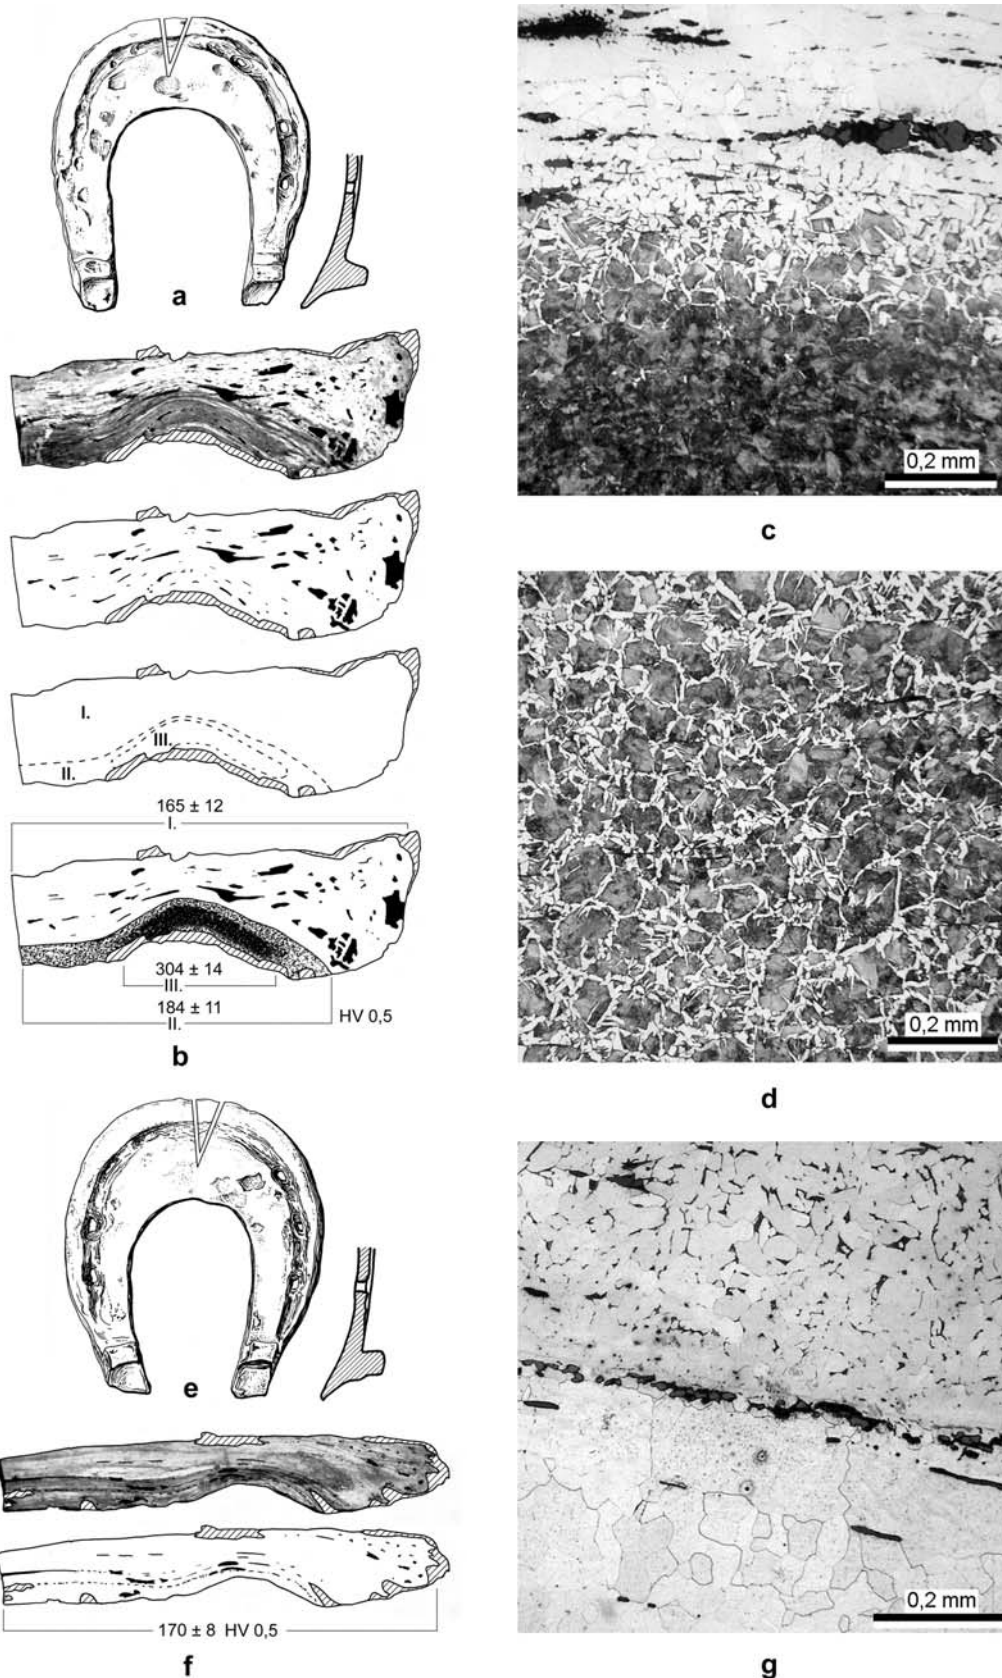 a
I.
III.
II.
165 ± 12
I.
304 ± 14
III.
184 ± 11
II.
HV 0,5
b
0,2 mm
c
0,2 mm
d
e
170 ± 8 HV 0,5
f
0,2 mm
g